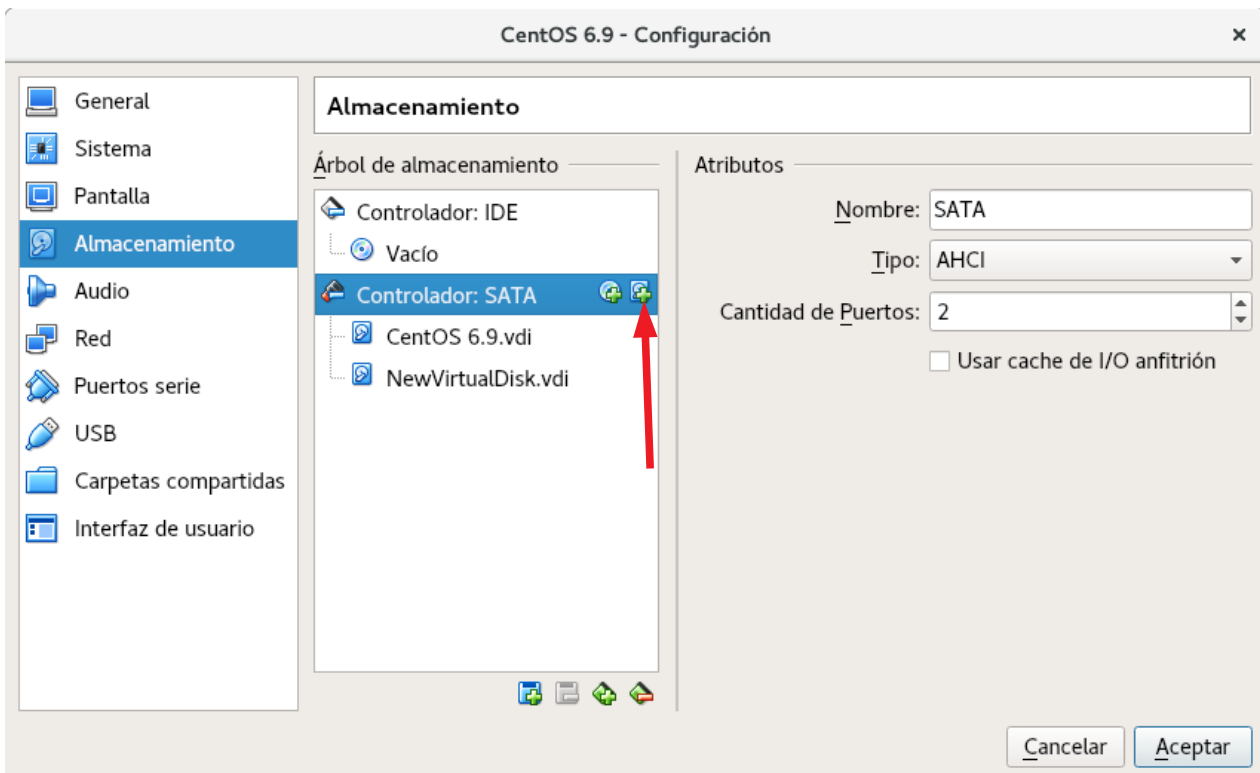 CentOS 6.9 - Configuración
General
Sistema
Pantalla
Almacenamiento
Audio
Red
Puertos serie
USB
Carpetas compartidas
Interfaz de usuario
Almacenamiento
Árbol de almacenamiento
Controlador: IDE
Vacío
Controlador: SATA
CentOS 6.9.vdi
NewVirtualDisk.vdi
Atributos
Nombre: SATA
Tipo: AHCI
Cantidad de Puertos: 2
Usar cache de I/O anfitrión
Cancelar
Aceptar